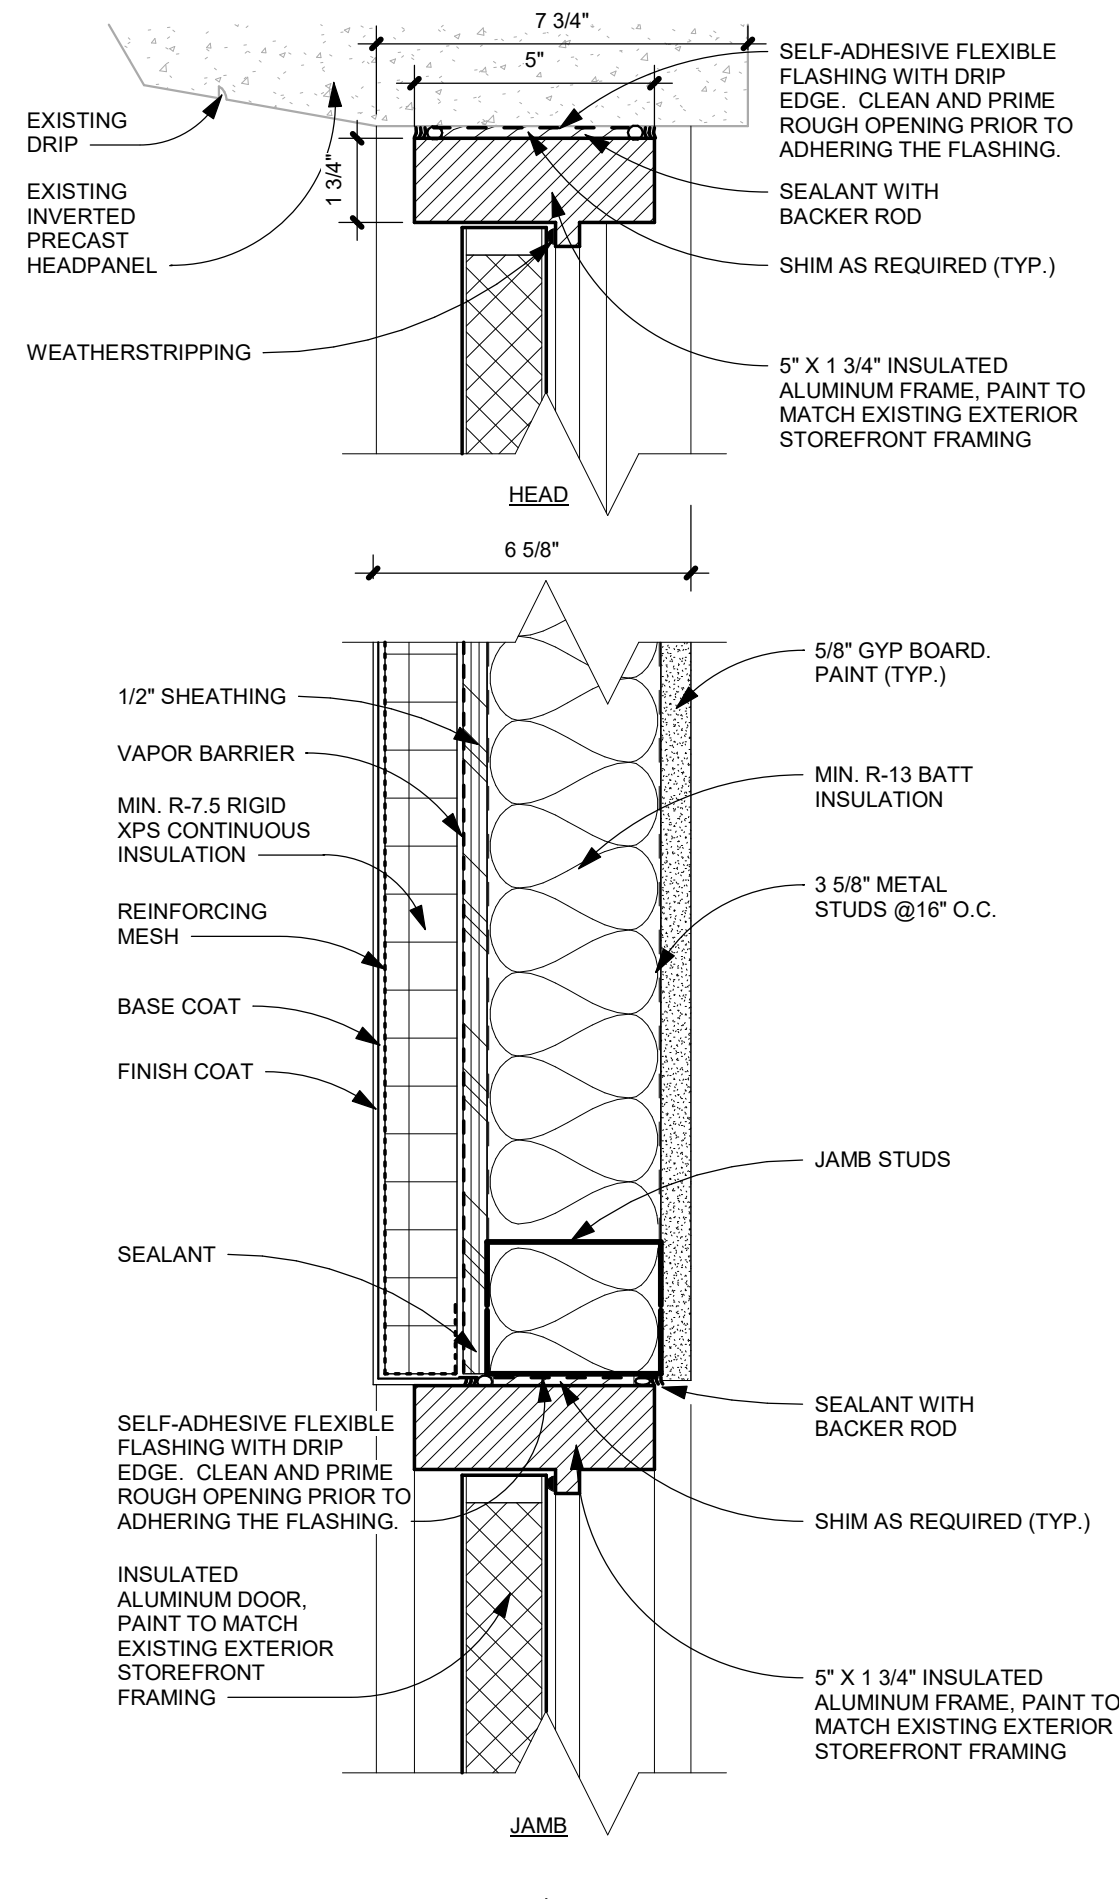 7 3/4"
5"
SELF-ADHESIVE FLEXIBLE
FLASHING WITH DRIP
EDGE.  CLEAN AND PRIME
ROUGH OPENING PRIOR TO
ADHERING THE FLASHING.
EXISTING
DRIP
1 3/4"
EXISTING
INVERTED
PRECAST
HEADPANEL
SEALANT WITH
BACKER ROD
SHIM AS REQUIRED (TYP.)
WEATHERSTRIPPING
5" X 1 3/4" INSULATED
ALUMINUM FRAME, PAINT TO
MATCH EXISTING EXTERIOR
STOREFRONT FRAMING
HEAD
6 5/8"
5/8" GYP BOARD.
PAINT (TYP.)
1/2" SHEATHING
VAPOR BARRIER
MIN. R-7.5 RIGID
XPS CONTINUOUS
INSULATION
MIN. R-13 BATT
INSULATION
3 5/8" METAL
STUDS @16" O.C.
REINFORCING
MESH
BASE COAT
FINISH COAT
JAMB STUDS
SEALANT
SEALANT WITH
BACKER ROD
SELF-ADHESIVE FLEXIBLE
FLASHING WITH DRIP
EDGE.  CLEAN AND PRIME
ROUGH OPENING PRIOR TO
ADHERING THE FLASHING.
SHIM AS REQUIRED (TYP.)
INSULATED
ALUMINUM DOOR,
PAINT TO MATCH
EXISTING EXTERIOR
STOREFRONT
FRAMING
5" X 1 3/4" INSULATED
ALUMINUM FRAME, PAINT TO
MATCH EXISTING EXTERIOR
STOREFRONT FRAMING
JAMB